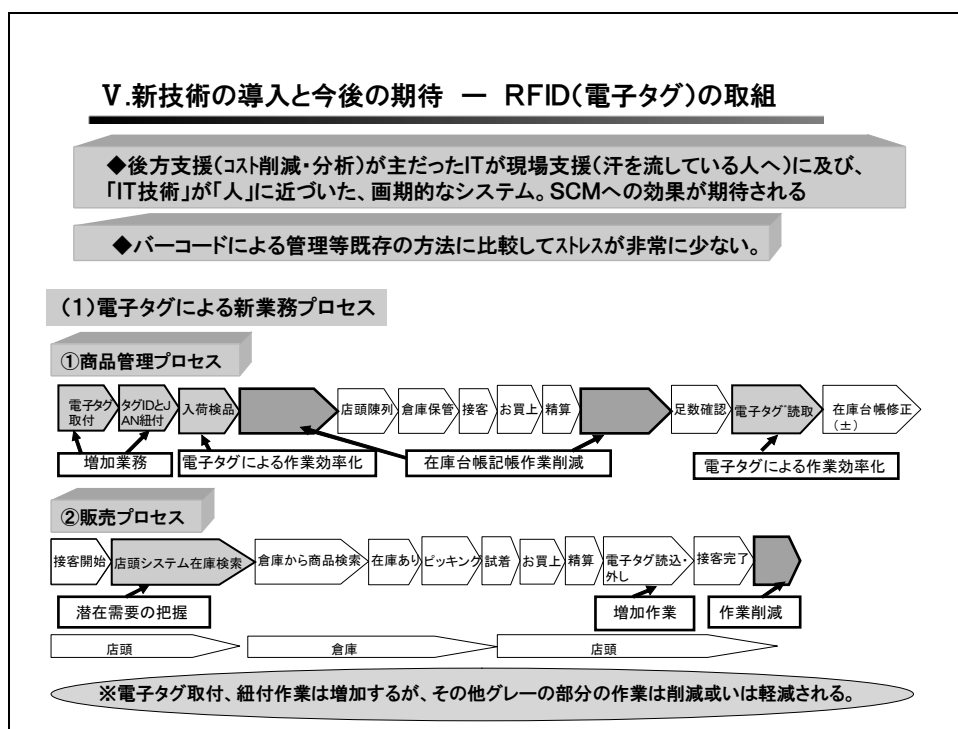 Ⅴ.新技術の導入と今後の期待 ー RFID(電子タグ)の取組
◆後方支援(コスト削減・分析)が主だったITが現場支援(汗を流している人へ)に及び、
「IT技術」が「人」に近づいた、画期的なシステム。SCMへの効果が期待される
◆バーコードによる管理等既存の方法に比較してストレスが非常に少ない。
(1)電子タグによる新業務プロセス
①商品管理プロセス
電子タグ
取付
タグIDとJ
AN紐付
入荷検品
店頭陳列
倉庫保管
接客
お買上
精算
足数確認
電子タグ読取
在庫台帳修正
(±)
増加業務
電子タグによる作業効率化
在庫台帳記帳作業削減
電子タグによる作業効率化
②販売プロセス
接客開始
店頭システム在庫検索
倉庫から商品検索
在庫あり
ピッキング
試着
お買上
精算
電子タグ読込・
外し
接客完了
潜在需要の把握
増加作業
作業削減
店頭
倉庫
店頭
※電子タグ取付、紐付作業は増加するが、その他グレーの部分の作業は削減或いは軽減される。